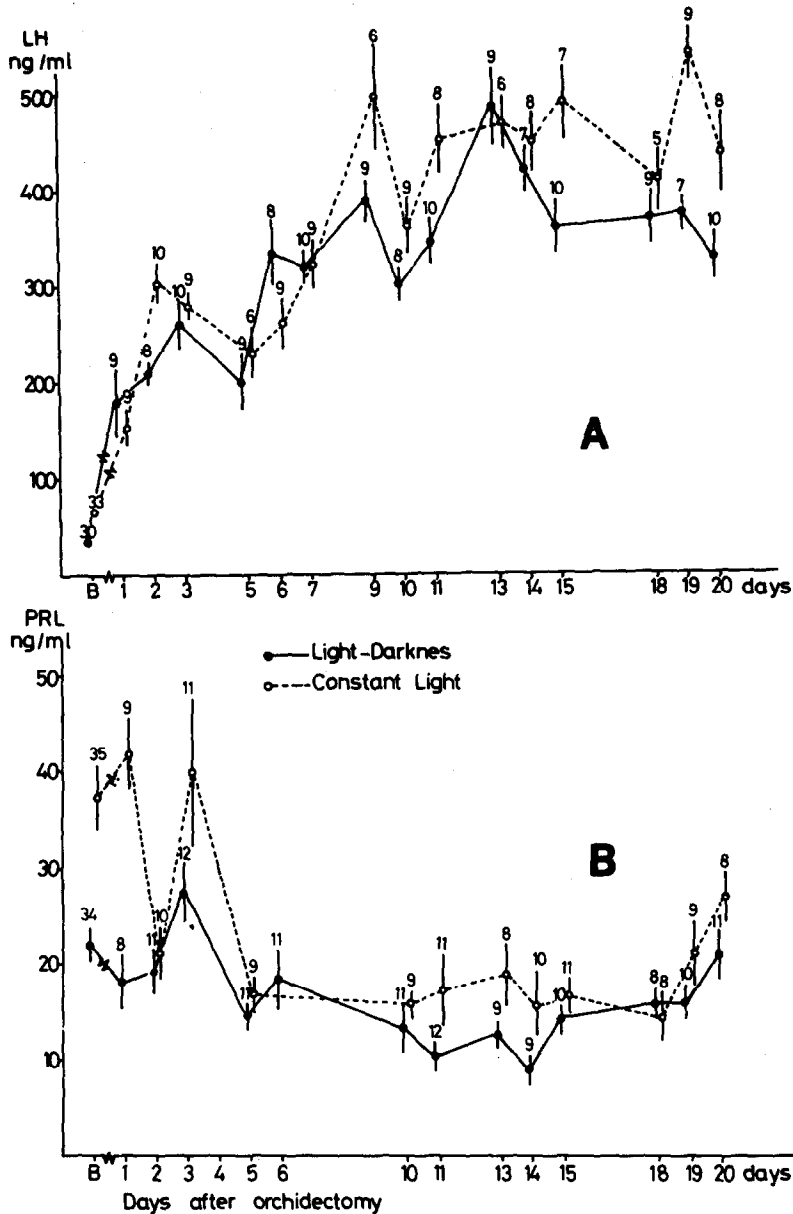 LH
ng/ml
500
400
300
200
100
30 33 9 9 8 10 10 9 9 6 8 9 10 9 9 6 8 9 10 8 9 6 7 8 10 7 9 5 7 9 10 8
A
B 1 2 3 5 6 7 9 10 11 13 14 15 18 19 20 days
PRL
ng/ml
Light-Darknes
Constant Light
50
40
30
20
10
34 35 8 9 11 10 12 11 11 9 11 11 9 12 11 9 8 9 10 10 11 8 8 10 9 11 8
B
B 1 2 3 4 5 6 10 11 13 14 15 18 19 20 days
Days after orchidectomy